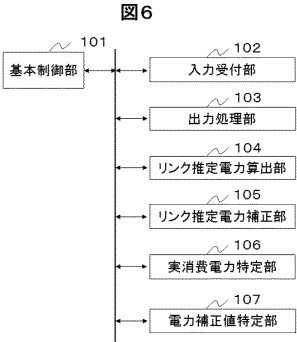 図6
101
基本制御部
102
入力受付部
103
出力処理部
104
リンク推定電力算出部
105
リンク推定電力補正部
106
実消費電力特定部
107
電力補正値特定部